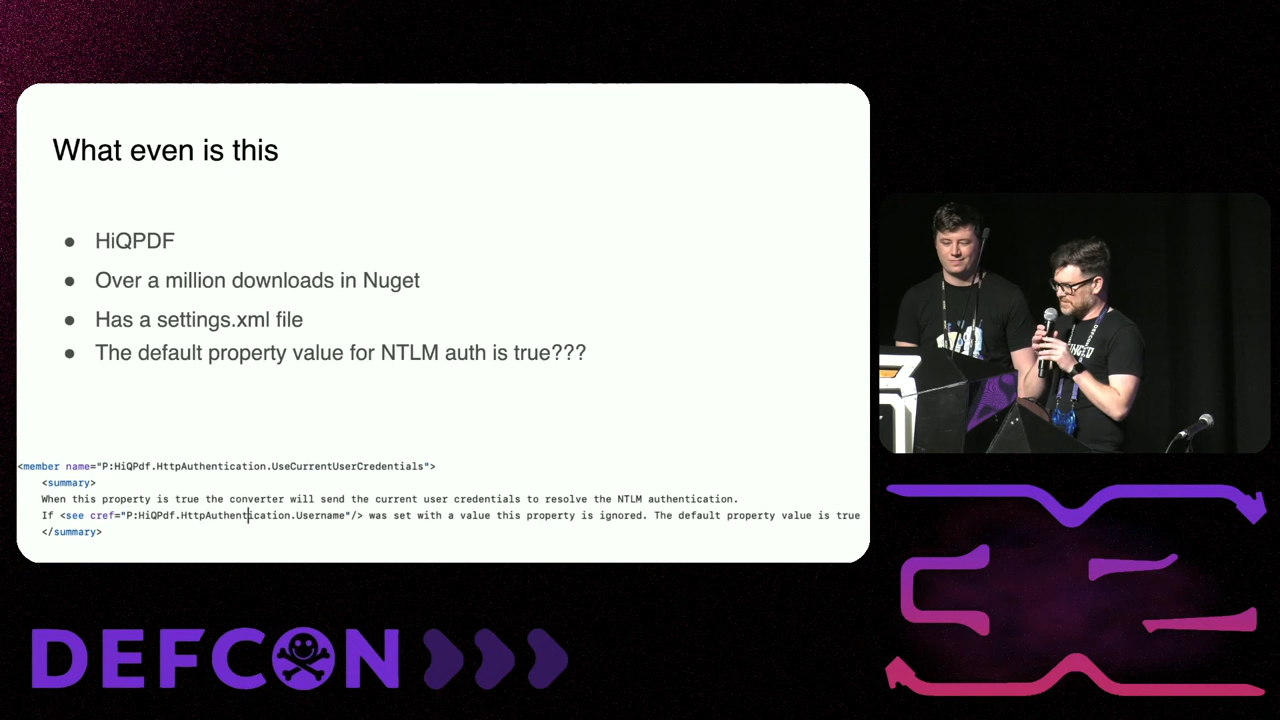 What even is this
● HiQPDF
● Over a million downloads in Nuget
● Has a settings.xml file
● The default property value for NTLM auth is true???
<member name="P:HiQPdf.HttpAuthentication.UseCurrentUserCredentials">
<summary>
When this property is true the converter will send the current user credentials to resolve the NTLM authentication.
If <see cref="P:HiQPdf.HttpAuthentication.Username"/> was set with a value this property is ignored. The default property value is true
</summary>
DEFCON